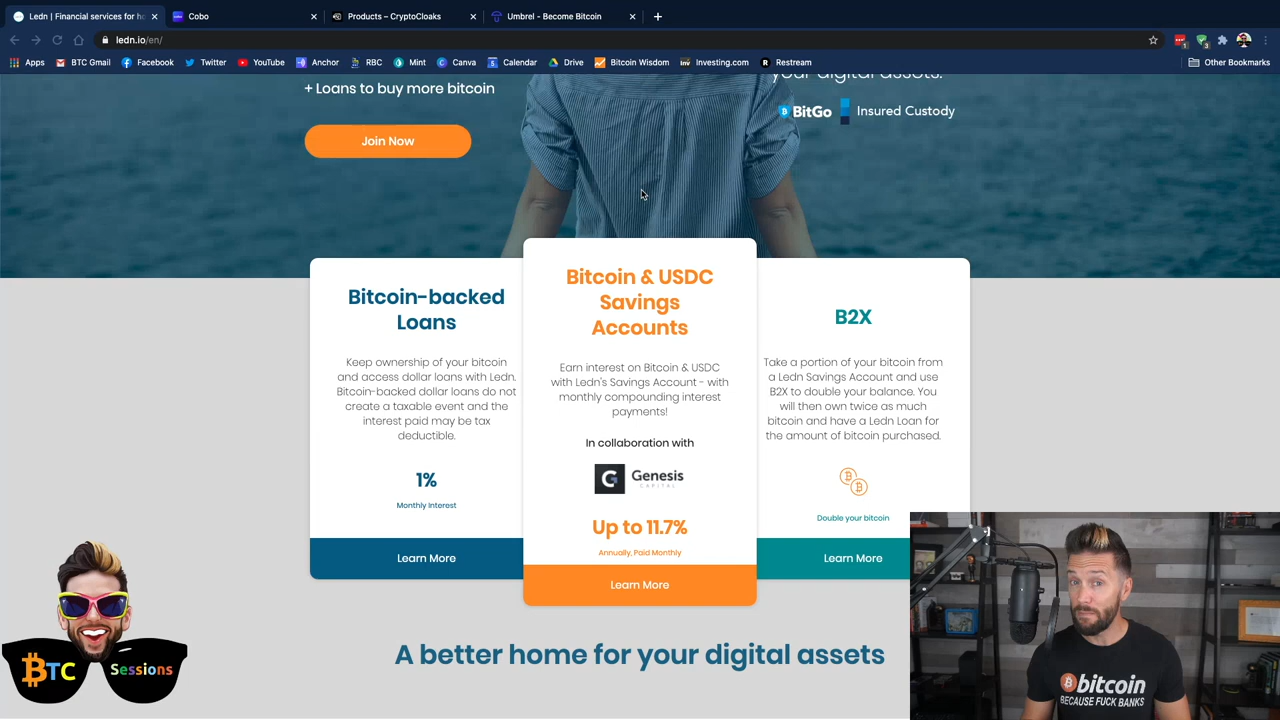 Ledn | Financial services for ho
Cobo
Products – CryptoCloaks
Umbrel - Become Bitcoin
ledn.io/en/
Apps
BTC Gmail
Facebook
Twitter
YouTube
Anchor
RBC
Mint
Canva
Calendar
Drive
Bitcoin Wisdom
Investing.com
Restream
Other Bookmarks
+ Loans to buy more bitcoin
Join Now
your digital assets.
BitGo
Insured Custody
Bitcoin-backed
Loans
Keep ownership of your bitcoin
and access dollar loans with Ledn.
Bitcoin-backed dollar loans do not
create a taxable event and the
interest paid may be tax
deductible.
1%
Monthly Interest
Learn More
Bitcoin & USDC
Savings
Accounts
Earn interest on Bitcoin & USDC
with Ledn's Savings Account - with
monthly compounding interest
payments!
In collaboration with
G Genesis
CAPITAL
Up to 11.7%
Annually, Paid Monthly
Learn More
B2X
Take a portion of your bitcoin from
a Ledn Savings Account and use
B2X to double your balance. You
will then own twice as much
bitcoin and have a Ledn Loan for
the amount of bitcoin purchased.
Double your bitcoin
Learn More
A better home for your digital assets
BTC Sessions
bitcoin
BECAUSE FUCK BANKS